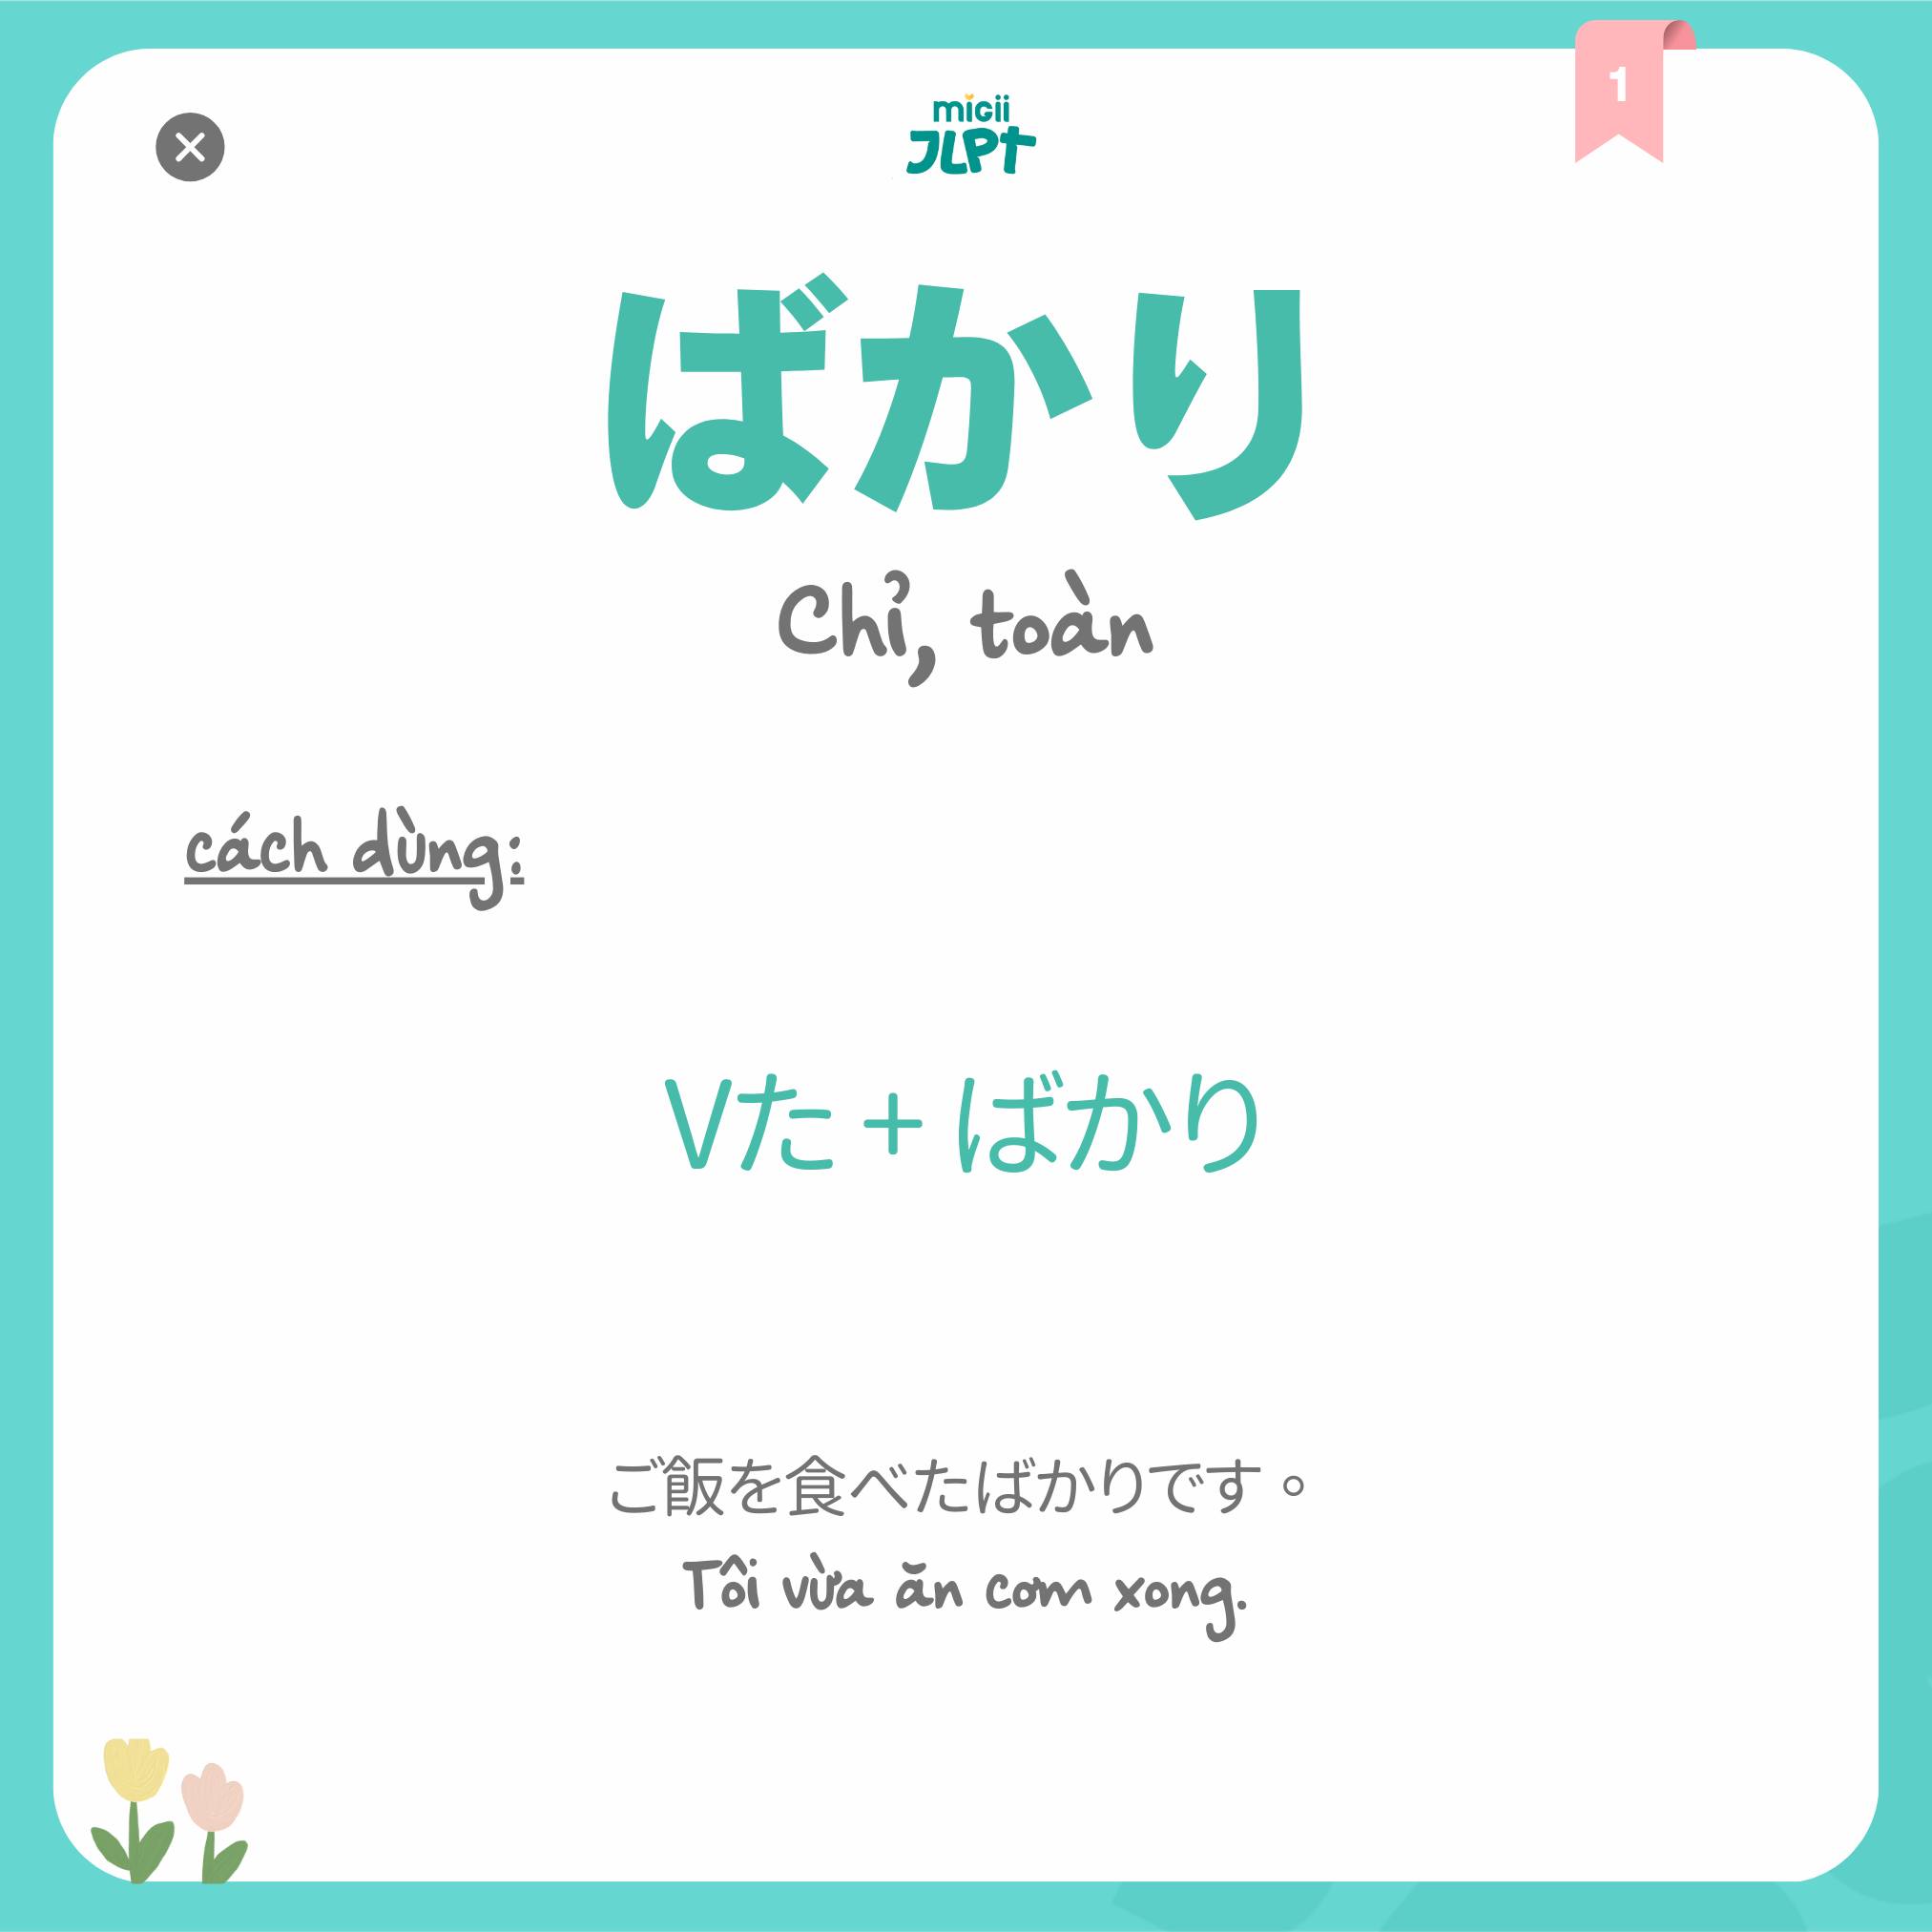 1
micii
JLPT
ばかり
Chỉ, toàn
cách dùng:
Vた + ばかり
ご飯を食べたばかりです。
Tôi vừa ăn cơm xong.